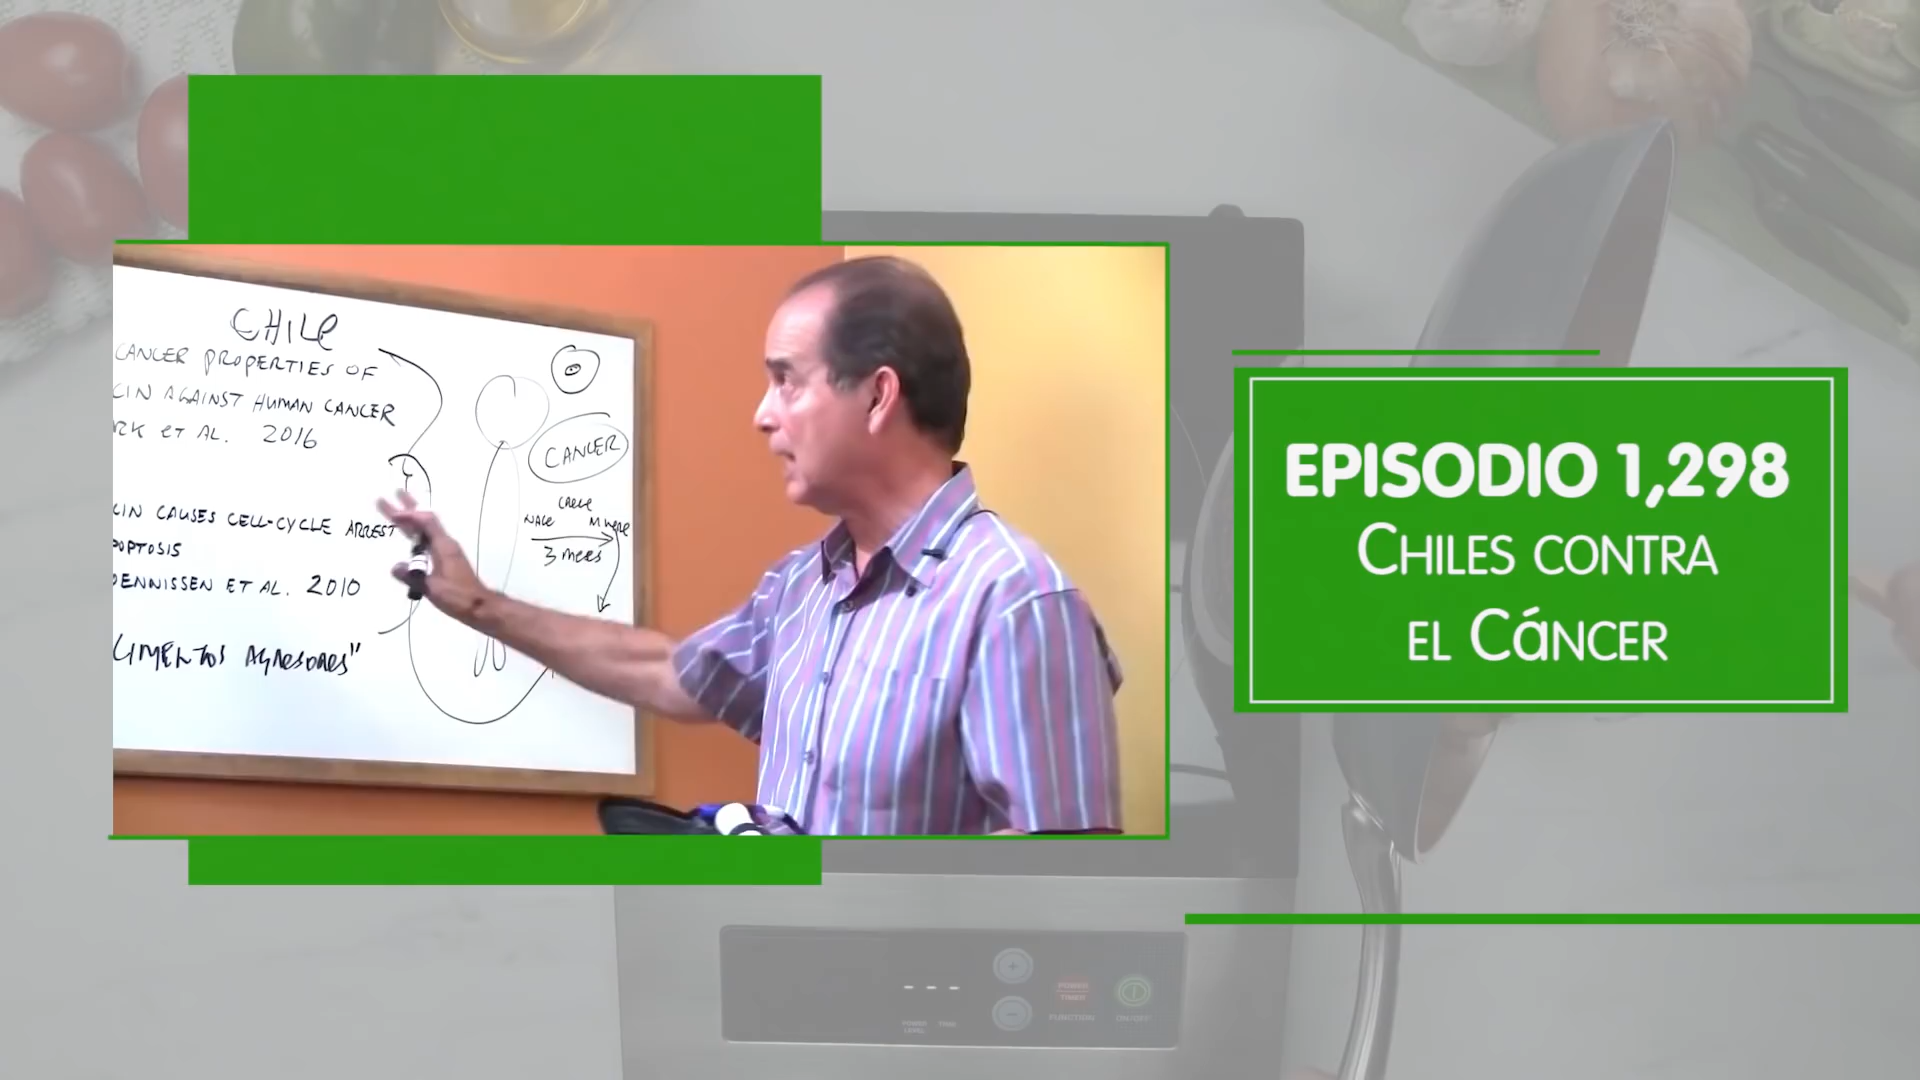 CHILE
CANCER PROPERTIES OF
CIN AGAINST HUMAN CANCER
RK ET AL. 2016
CIN CAUSES CELL-CYCLE ARREST
POPTOSIS
DENNISSEN ET AL. 2010
LIMENTOS AGRESORES"
CANCER
CRECE
NACE MUERE
3 MESES
EPISODIO 1,298
CHILES CONTRA
EL CáNCER
POWER
TIMER
FUNCTION
ON/OFF